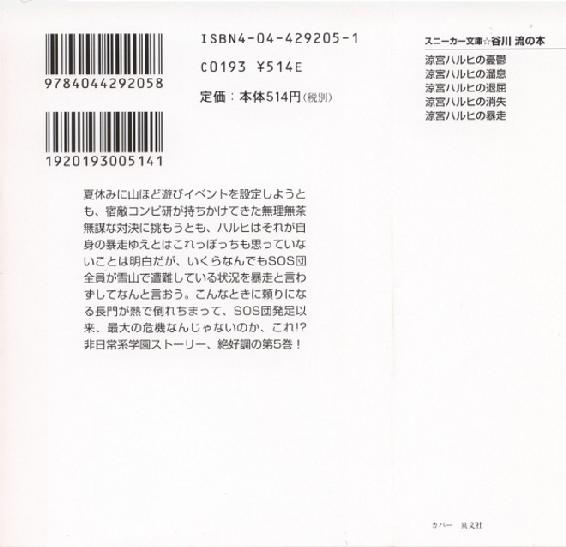 ISBN4-04-429205-1
C0193 ¥514E
定価：本体514円(税別)
9784044292058
1920193005141
夏休みに山ほど遊びイベントを設定しようと
も、宿敵コンピ研が持ちかけてきた無理無茶
無謀な対決に挑もうとも、ハルヒはそれが自
身の暴走ゆえとはこれっぽっちも思っていな
いことは明白だが、いくらなんでもSOS団
全員が雪山で遭難している状況を暴走と言わ
ずしてなんと言おう。こんなときに頼りにな
る長門が熱で倒れちまって、SOS団発足以
来、最大の危機なんじゃないのか、これ!?
非日常系学園ストーリー、絶好調の第5巻！
スニーカー文庫☆谷川 流の本
涼宮ハルヒの憂鬱
涼宮ハルヒの溜息
涼宮ハルヒの退屈
涼宮ハルヒの消失
涼宮ハルヒの暴走
カバー 旭文社